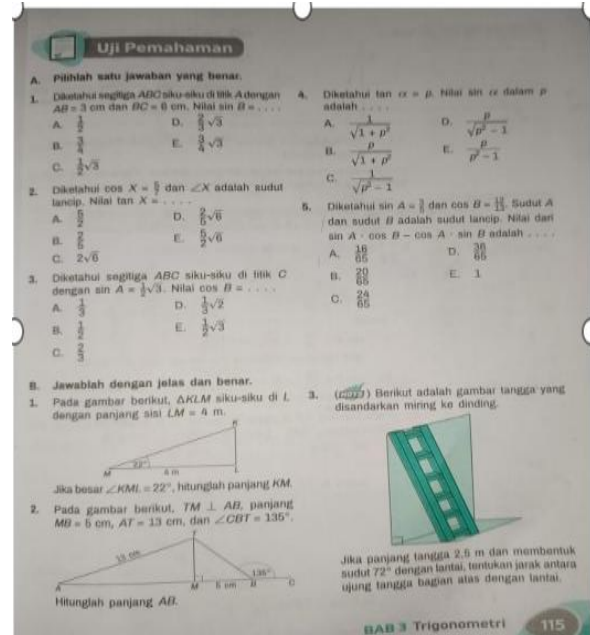 Uji Pemahaman
A. Pilihlah satu jawaban yang benar.
1. Diketahui segitiga ABC siku-siku di titik A dengan
AB = 3 cm dan BC = 6 cm. Nilai sin B = . . . .
A. 1/2
D. 2/3 √3
B. 3/4
E. 3/4 √3
C. 1/2 √3
2. Diketahui cos X = 5/7 dan ∠X adalah sudut
lancip. Nilai tan X = . . . .
A.
D. 2/5 √6
B.
E. 5/2 √6
C. 2√6
3. Diketahui segitiga ABC siku-siku di titik C
dengan sin A = 1/2 √3. Nilai cos B = . . . .
A. 1/3
D. 1/3 √2
B. 1/2
E. 1/2 √3
C. 2/3
4. Diketahui tan α = p. Nilai sin α dalam p
adalah . . . .
A. 1/√(1 + p²)
D. p/√(p² − 1)
B. p/√(1 + p²)
E. p/(p² − 1)
C. 1/√(p² − 1)
5. Diketahui sin A = 3/5 dan cos B = 12/13. Sudut A
dan sudut B adalah sudut lancip. Nilai dari
sin A · cos B − cos A · sin B adalah . . . .
A. 16/65
D. 36/65
B. 20/65
E. 1
C. 24/65
B. Jawablah dengan jelas dan benar.
1. Pada gambar berikut, ΔKLM siku-siku di L
dengan panjang sisi LM = 4 m.
K
22°
M
L
Jika besar ∠KML = 22°, hitunglah panjang KM.
2. Pada gambar berikut, TM ⊥ AB, panjang
MB = 5 cm, AT = 13 cm, dan ∠CBT = 135°.
T
13 cm
135°
A
M
5 cm
B
C
Hitunglah panjang AB.
3. Berikut adalah gambar tangga yang
disandarkan miring ke dinding.
Jika panjang tangga 2,5 m dan membentuk
sudut 72° dengan lantai, tentukan jarak antara
ujung tangga bagian atas dengan lantai.
BAB 3 Trigonometri 115